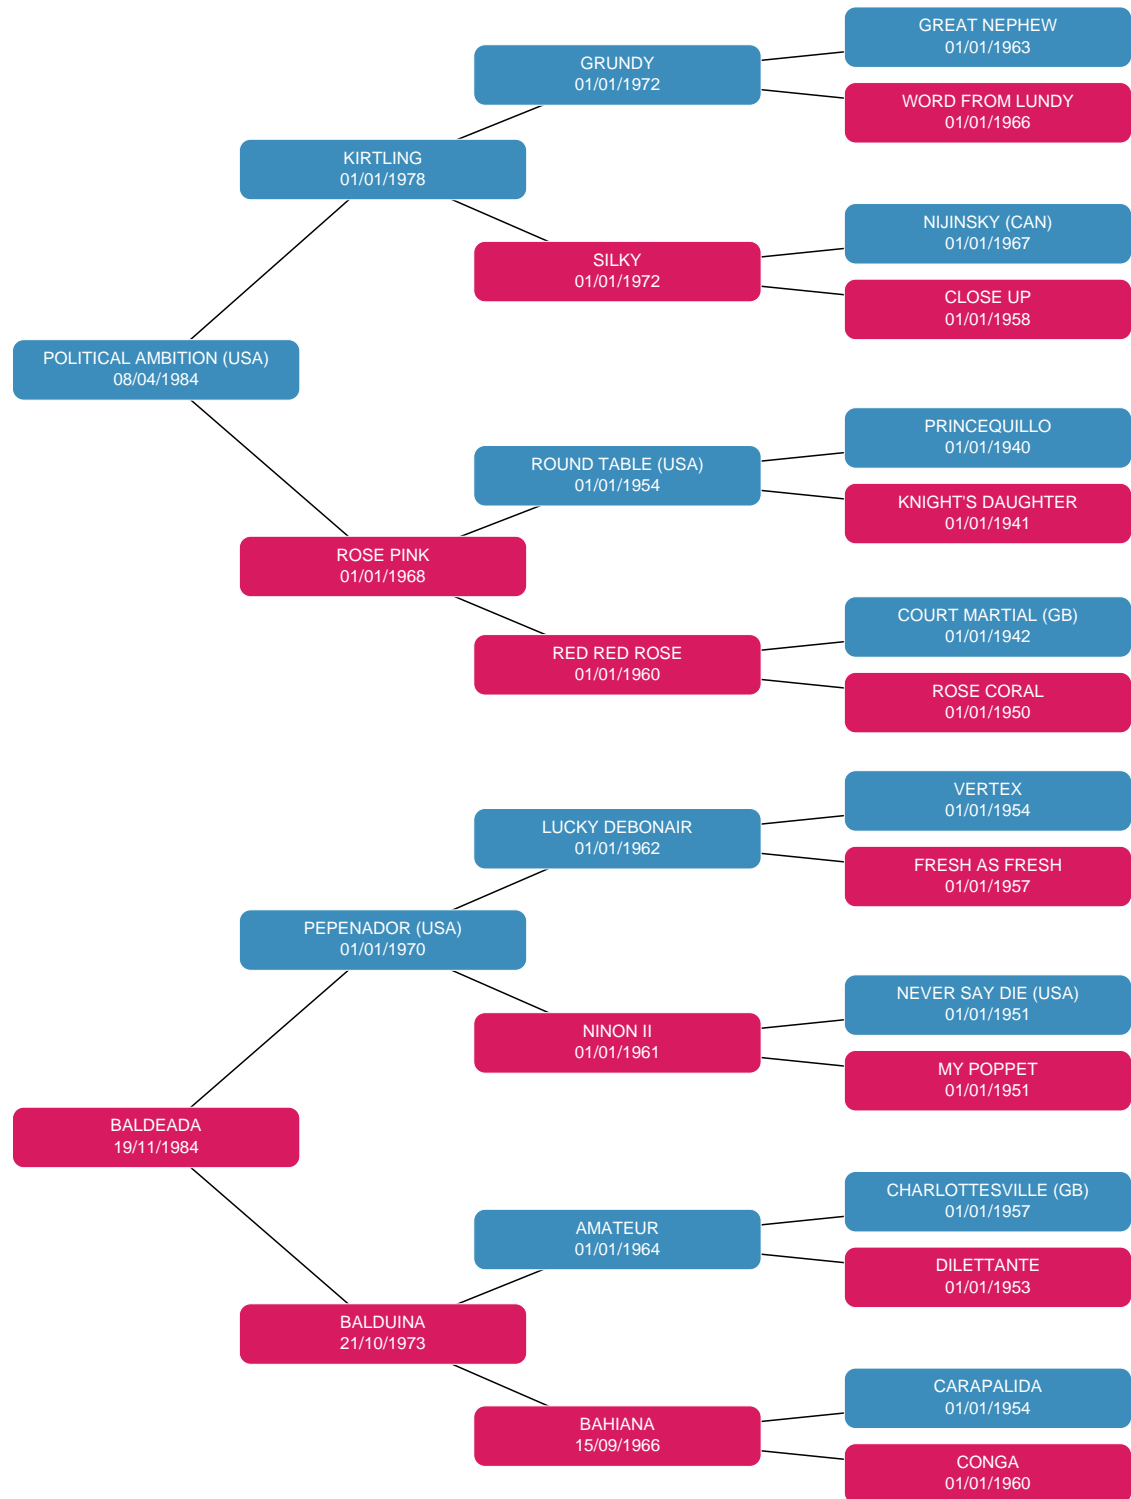 GREAT NEPHEW
01/01/1963
GRUNDY
01/01/1972
WORD FROM LUNDY
01/01/1966
KIRTLING
01/01/1978
NIJINSKY (CAN)
01/01/1967
SILKY
01/01/1972
CLOSE UP
01/01/1958
POLITICAL AMBITION (USA)
08/04/1984
PRINCEQUILLO
01/01/1940
ROUND TABLE (USA)
01/01/1954
KNIGHT'S DAUGHTER
01/01/1941
ROSE PINK
01/01/1968
COURT MARTIAL (GB)
01/01/1942
RED RED ROSE
01/01/1960
ROSE CORAL
01/01/1950
VERTEX
01/01/1954
LUCKY DEBONAIR
01/01/1962
FRESH AS FRESH
01/01/1957
PEPENADOR (USA)
01/01/1970
NEVER SAY DIE (USA)
01/01/1951
NINON II
01/01/1961
MY POPPET
01/01/1951
BALDEADA
19/11/1984
CHARLOTTESVILLE (GB)
01/01/1957
AMATEUR
01/01/1964
DILETTANTE
01/01/1953
BALDUINA
21/10/1973
CARAPALIDA
01/01/1954
BAHIANA
15/09/1966
CONGA
01/01/1960